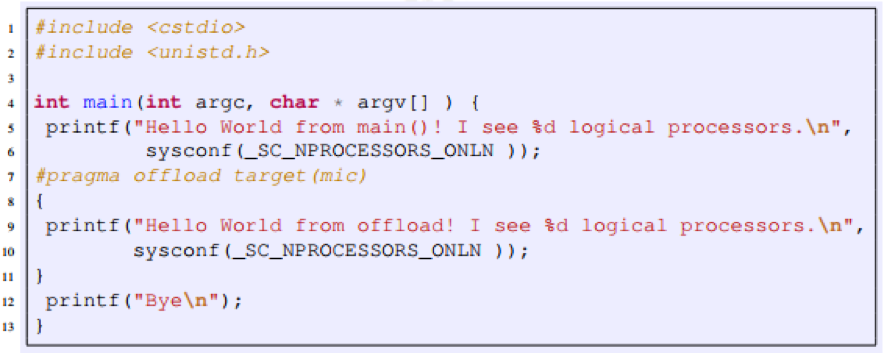 1 #include <cstdio>
2 #include <unistd.h>
3
4 int main(int argc, char * argv[] ) {
5 printf("Hello World from main()! I see %d logical processors.\n",
6 sysconf(_SC_NPROCESSORS_ONLN ));
7 #pragma offload target(mic)
8 {
9 printf("Hello World from offload! I see %d logical processors.\n",
10 sysconf(_SC_NPROCESSORS_ONLN ));
11 }
12 printf("Bye\n");
13 }